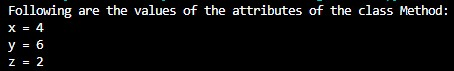 Following are the values of the attributes of the class Method:
x = 4
y = 6
z = 2